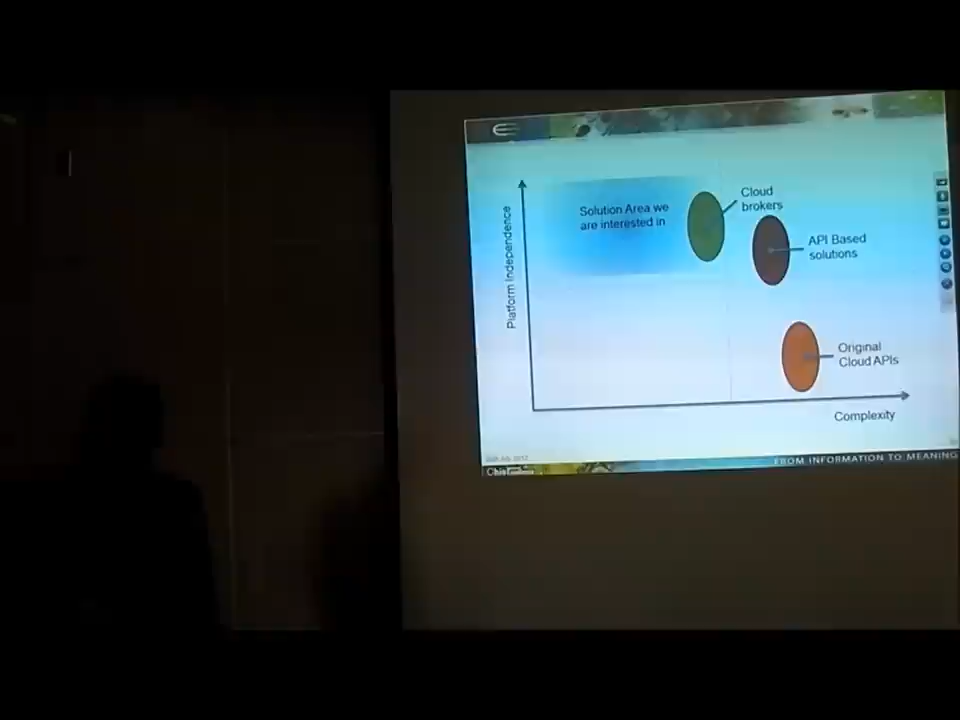 Platform Independence
Solution Area we
are interested in
Cloud
brokers
API Based
solutions
Original
Cloud APIs
Complexity
FROM INFORMATION TO MEANING